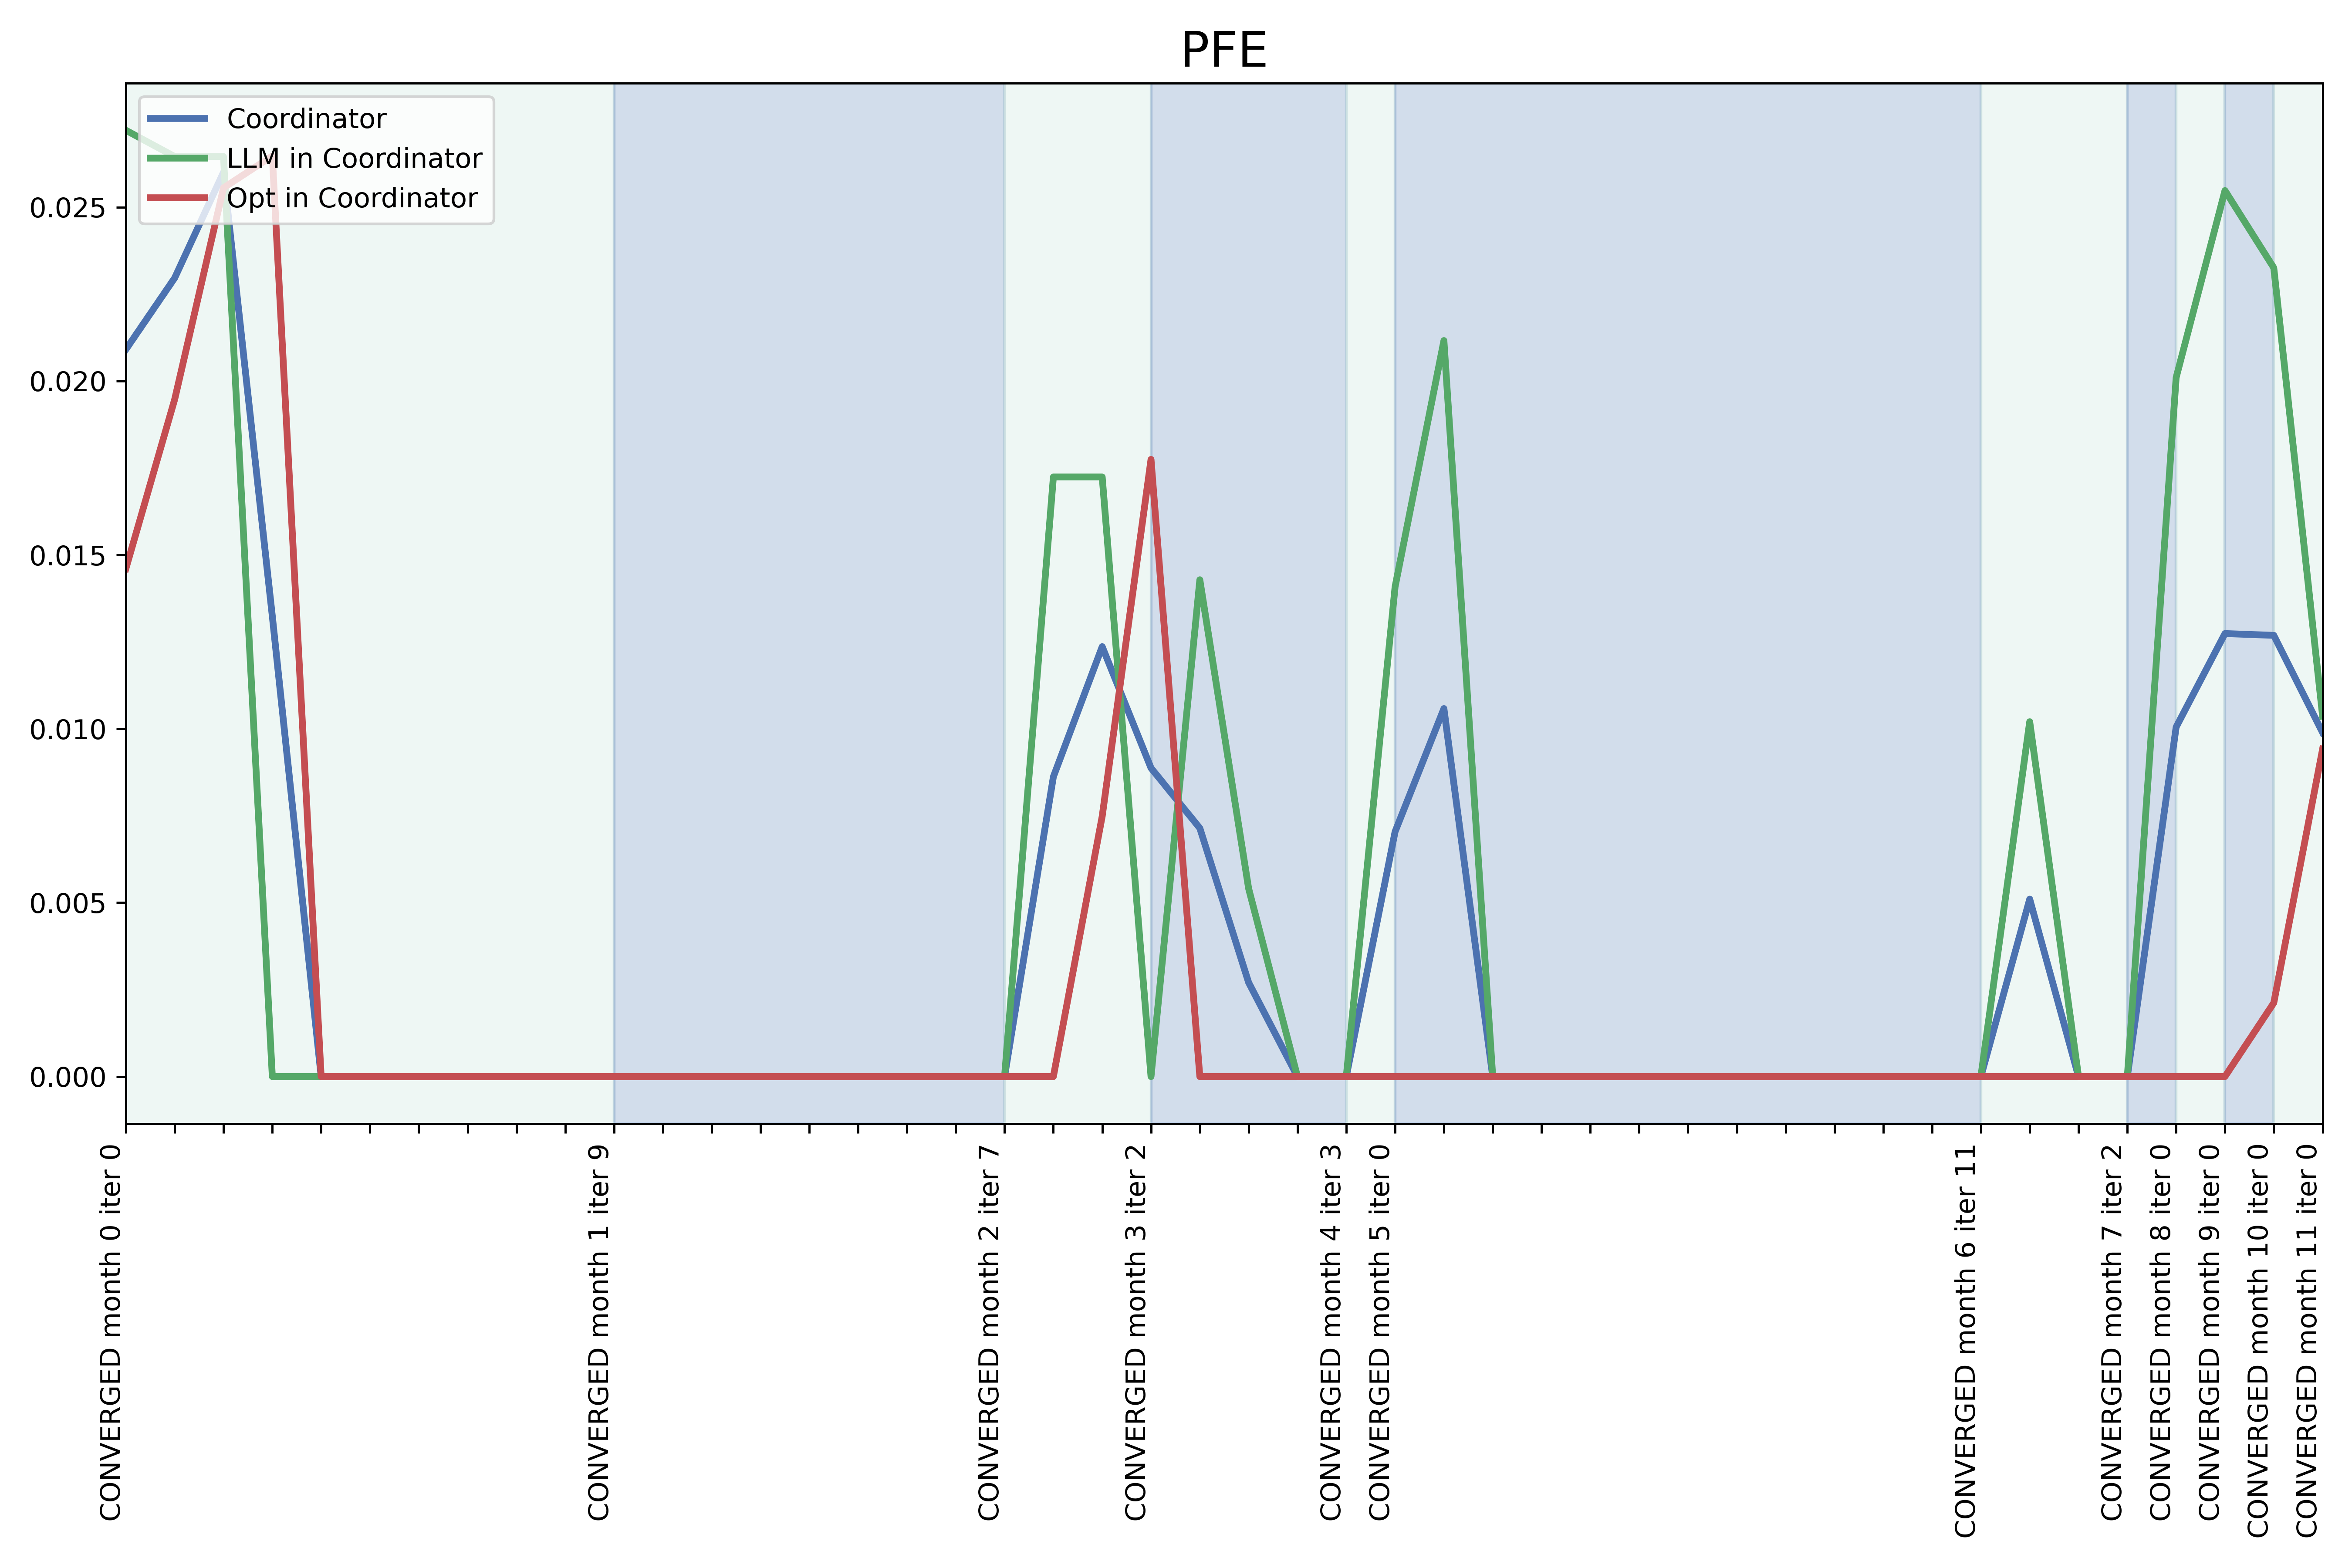 PFE
Coordinator
LLM in Coordinator
Opt in Coordinator
0.025
0.020
0.015
0.010
0.005
0.000
CONVERGED month 0 iter 0
CONVERGED month 1 iter 9
CONVERGED month 2 iter 7
CONVERGED month 3 iter 2
CONVERGED month 4 iter 3
CONVERGED month 5 iter 0
CONVERGED month 6 iter 11
CONVERGED month 7 iter 2
CONVERGED month 8 iter 0
CONVERGED month 9 iter 0
CONVERGED month 10 iter 0
CONVERGED month 11 iter 0